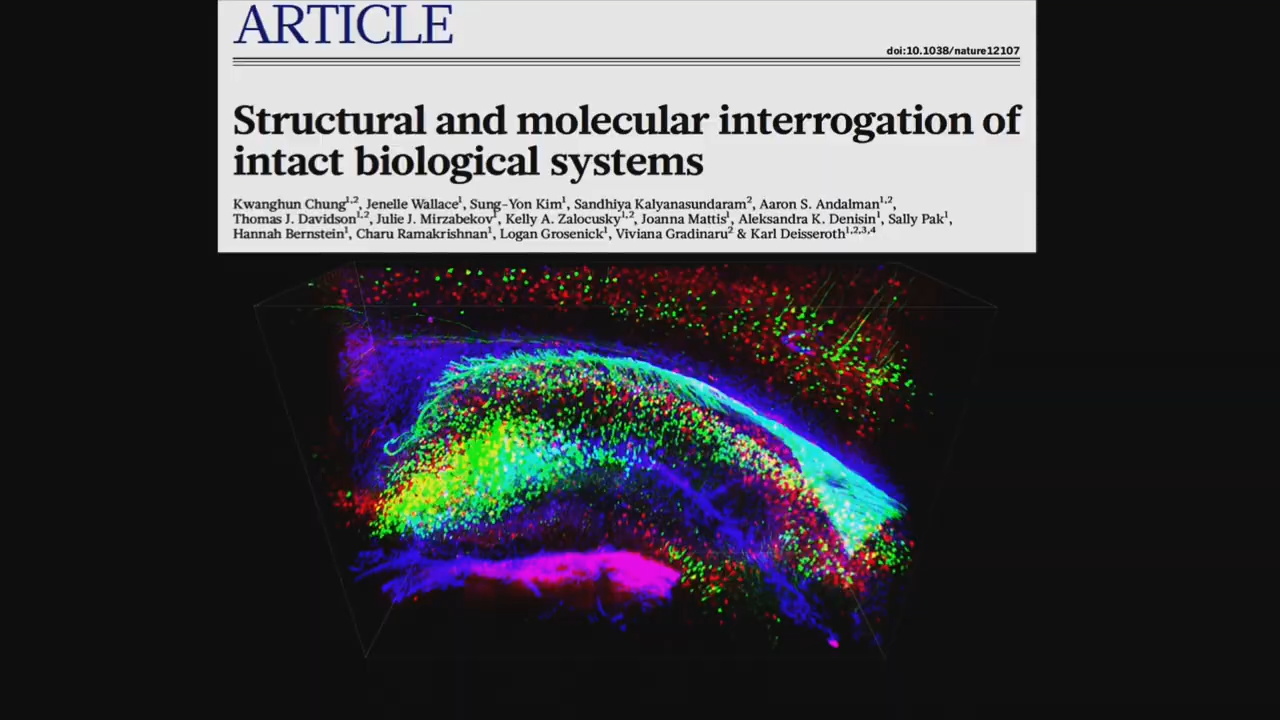 ARTICLE
doi:10.1038/nature12107
Structural and molecular interrogation of
intact biological systems
Kwanghun Chung1,2, Jenelle Wallace1, Sung-Yon Kim1, Sandhiya Kalyanasundaram2, Aaron S. Andalman1,2,
Thomas J. Davidson1,2, Julie J. Mirzabekov1, Kelly A. Zalocusky1,2, Joanna Mattis1, Aleksandra K. Denisin1, Sally Pak1,
Hannah Bernstein1, Charu Ramakrishnan1, Logan Grosenick1, Viviana Gradinaru2 & Karl Deisseroth1,2,3,4